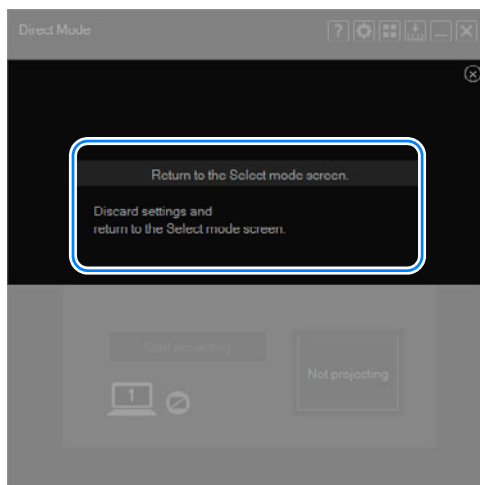 Direct Mode
?
Return to the Select mode screen.
Discard settings and
return to the Select mode screen.
Start projecting
1
Not projecting